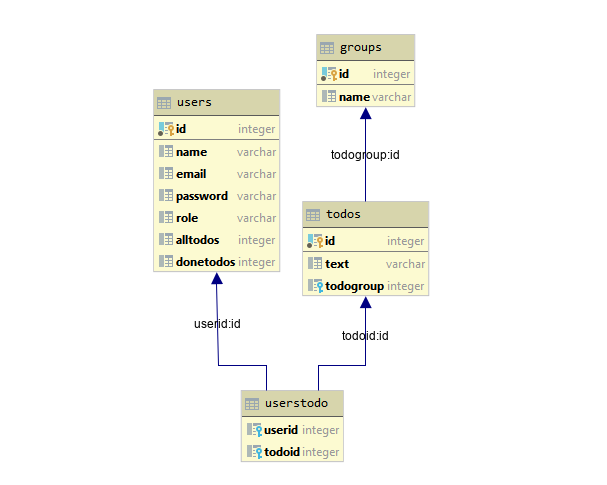 groups
id integer
name varchar
users
id integer
name varchar
email varchar
password varchar
role varchar
alltodos integer
donetodos integer
todogroup:id
todos
id integer
text varchar
todogroup integer
userid:id
todoid:id
userstodo
userid integer
todoid integer